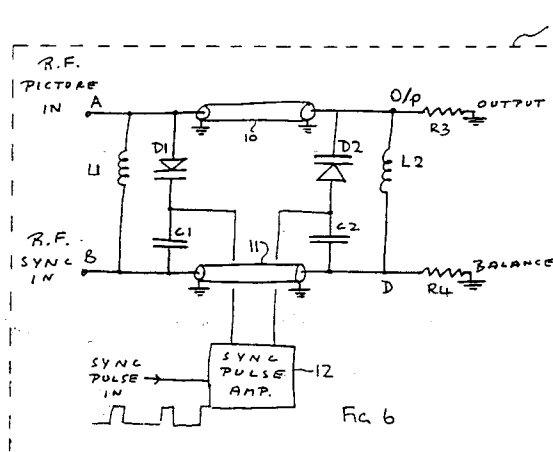 R.F.
PICTURE
IN
A
O/p
OUTPUT
R3
10
D1
D2
L1
L2
C1
C2
R.F.
SYNC
IN
B
11
D
R4
BALANCE
SYNC
PULSE
IN
SYNC
PULSE
AMP.
12
FIG 6